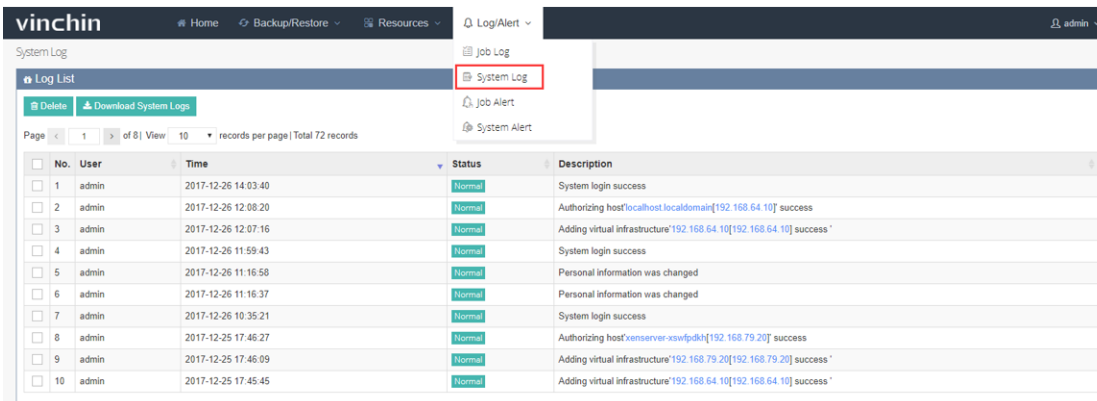 vinchin Home Backup/Restore Resources Log/Alert admin
System Log
Job Log
System Log
Job Alert
System Alert
Log List
Delete Download System Logs
Page < 1 > of 8| View 10 records per page| Total 72 records
No. User Time Status Description
1 admin 2017-12-26 14:03:40 Normal System login success
2 admin 2017-12-26 12:08:20 Normal Authorizing host'localhost.localdomain[192.168.64.10]' success
3 admin 2017-12-26 12:07:16 Normal Adding virtual infrastructure'192.168.64.10[192.168.64.10] success '
4 admin 2017-12-26 11:59:43 Normal System login success
5 admin 2017-12-26 11:16:58 Normal Personal information was changed
6 admin 2017-12-26 11:16:37 Normal Personal information was changed
7 admin 2017-12-26 10:35:21 Normal System login success
8 admin 2017-12-25 17:46:27 Normal Authorizing host'xenserver-xswfpdkh[192.168.79.20]' success
9 admin 2017-12-25 17:46:09 Normal Adding virtual infrastructure'192.168.79.20[192.168.79.20] success '
10 admin 2017-12-25 17:45:45 Normal Adding virtual infrastructure'192.168.64.10[192.168.64.10] success '